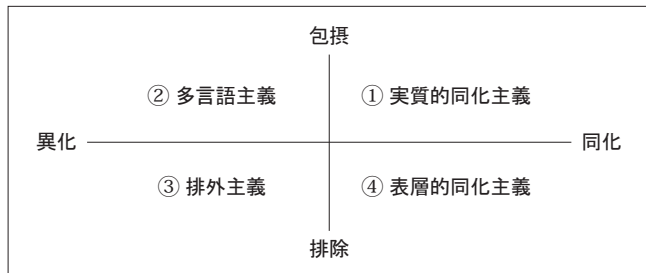 包摂
② 多言語主義 ① 実質的同化主義
異化 同化
③ 排外主義 ④ 表層的同化主義
排除